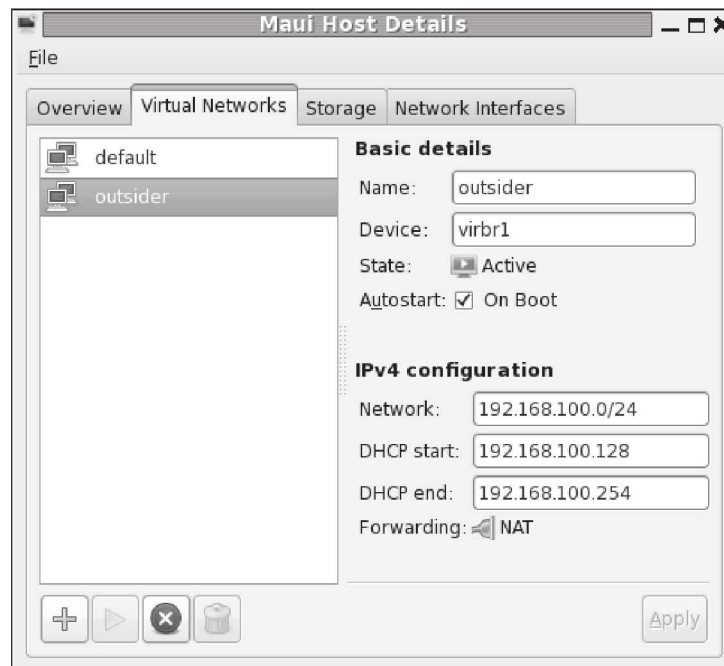 Maui Host Details
File
Overview Virtual Networks Storage Network Interfaces
default
outsider
Basic details
Name: outsider
Device: virbr1
State: Active
Autostart: On Boot
IPv4 configuration
Network: 192.168.100.0/24
DHCP start: 192.168.100.128
DHCP end: 192.168.100.254
Forwarding: NAT
Apply